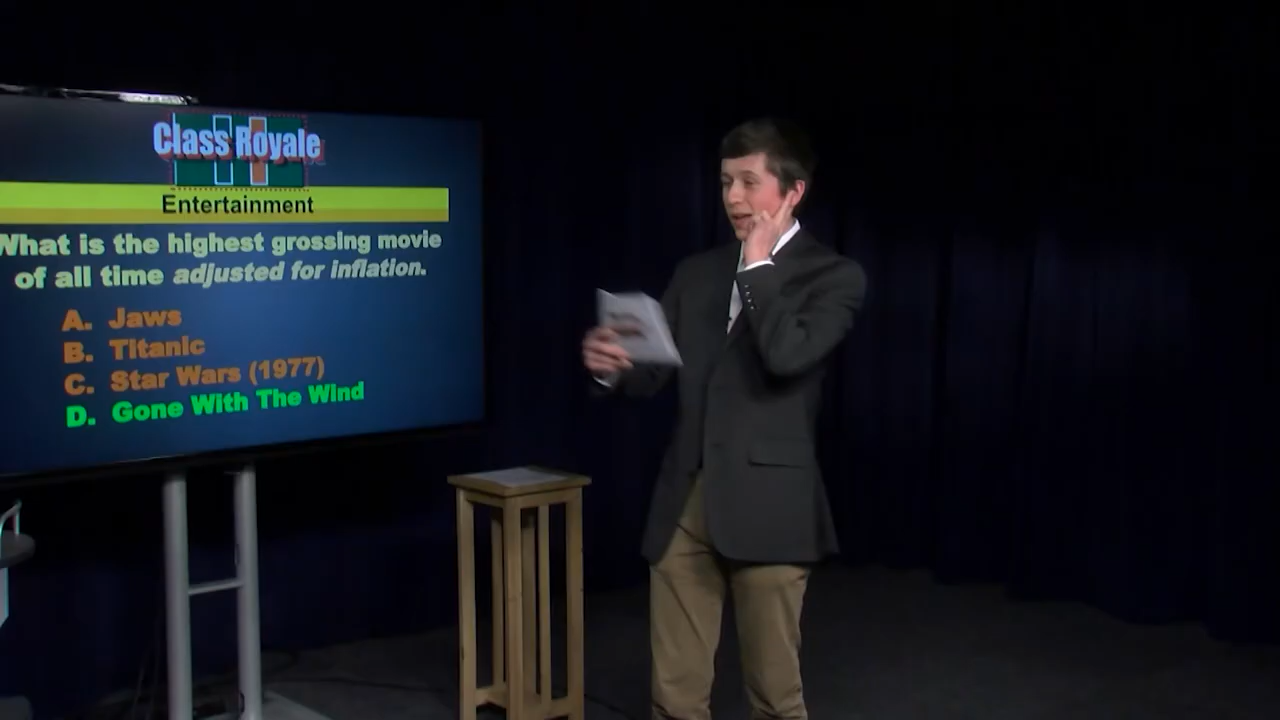 Class Royale
Entertainment
What is the highest grossing movie
of all time adjusted for inflation.
A. Jaws
B. Titanic
C. Star Wars (1977)
D. Gone With The Wind